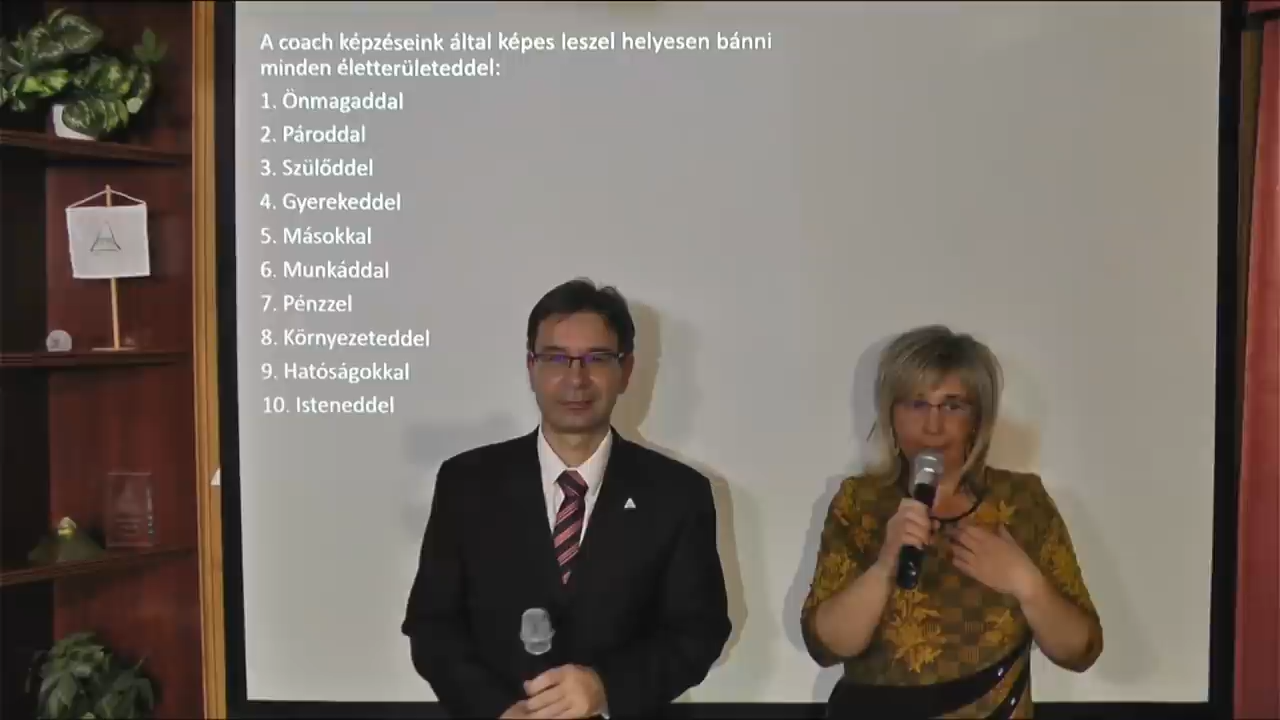 A coach képzéseink által képes leszel helyesen bánni
minden életterületeddel:
1. Önmagaddal
2. Pároddal
3. Szülőddel
4. Gyerekeddel
5. Másokkal
6. Munkáddal
7. Pénzzel
8. Környezeteddel
9. Hatóságokkal
10. Isteneddel